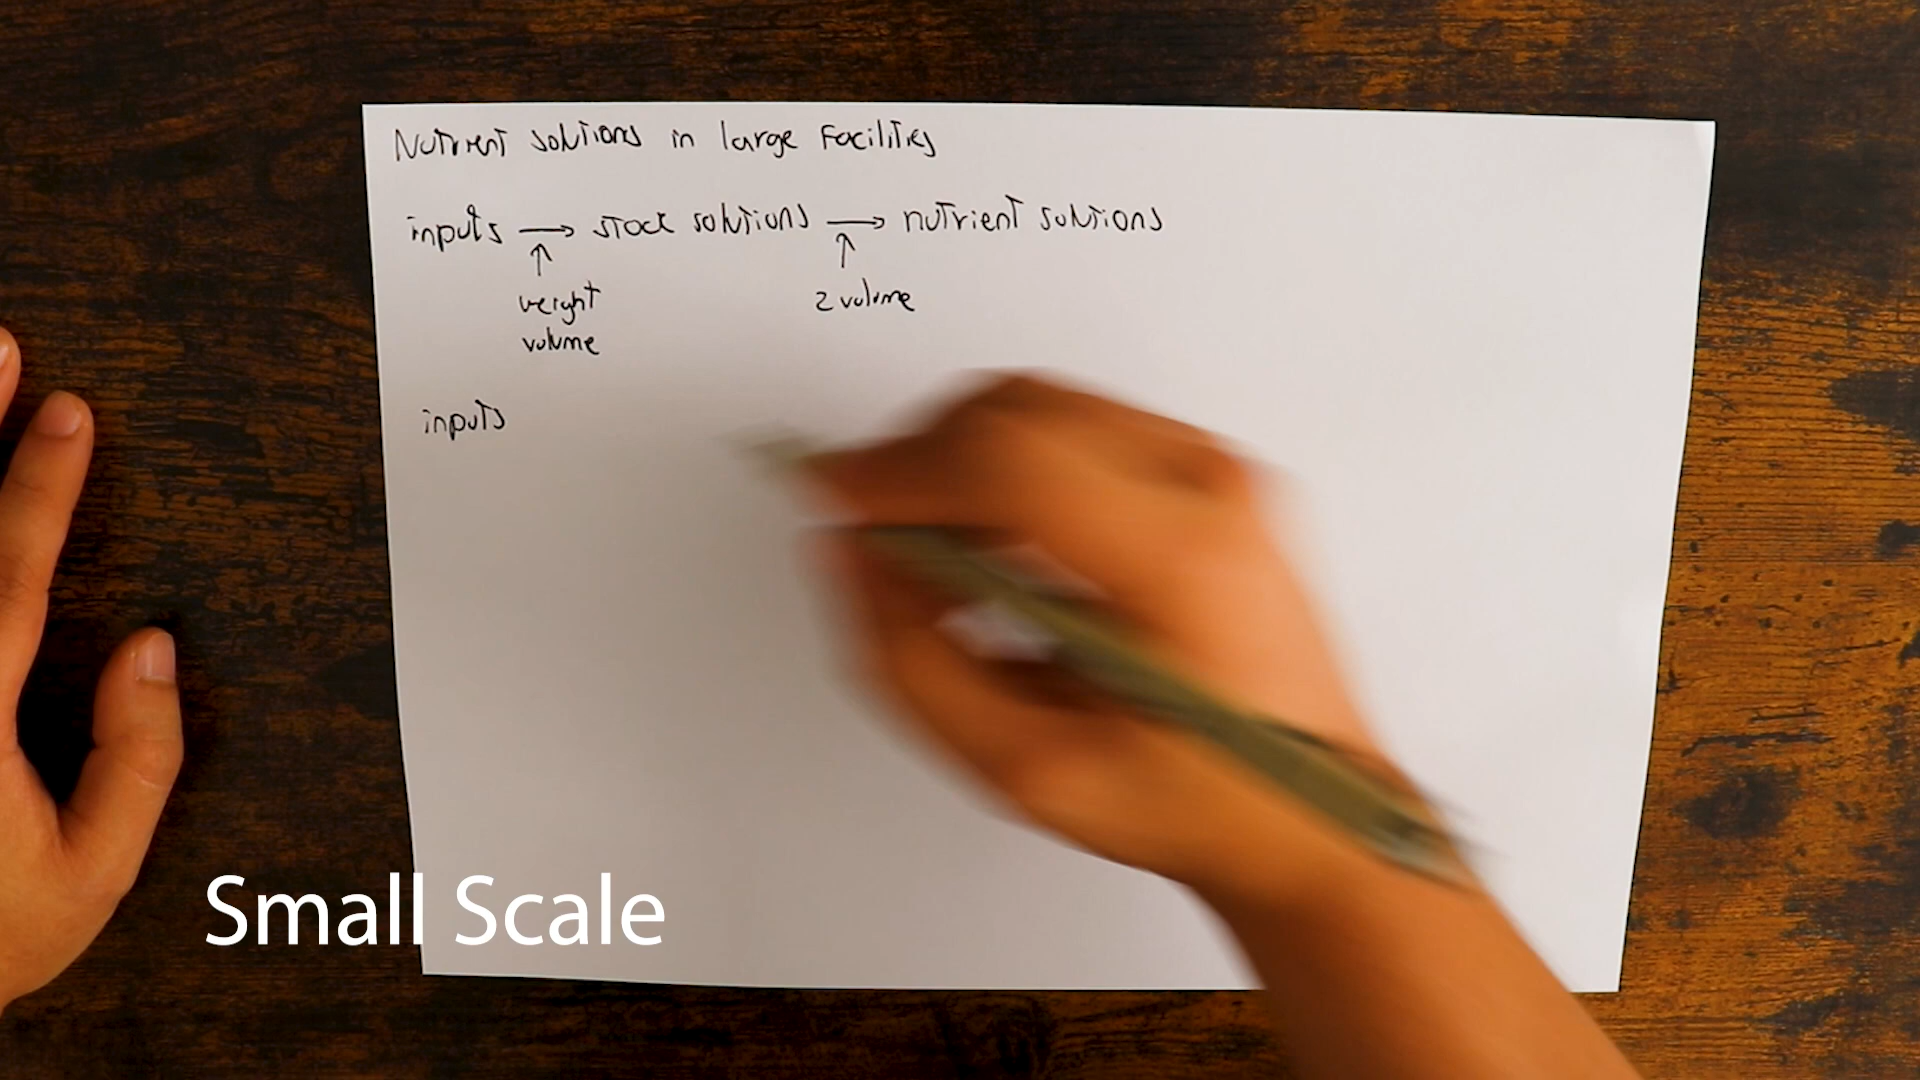 Nutrient solutions in large facilities
inputs → stock solutions → nutrient solutions
↑ ↑
weight 2 volume
volume
inputs
Small Scale